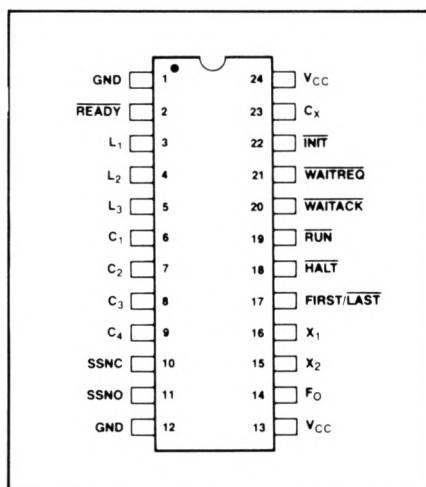 GND 1 24 VCC
READY 2 23 CX
L1 3 22 INIT
L2 4 21 WAITREQ
L3 5 20 WAITACK
C1 6 19 RUN
C2 7 18 HALT
C3 8 17 FIRST/LAST
C4 9 16 X1
SSNC 10 15 X2
SSNO 11 14 FO
GND 12 13 VCC